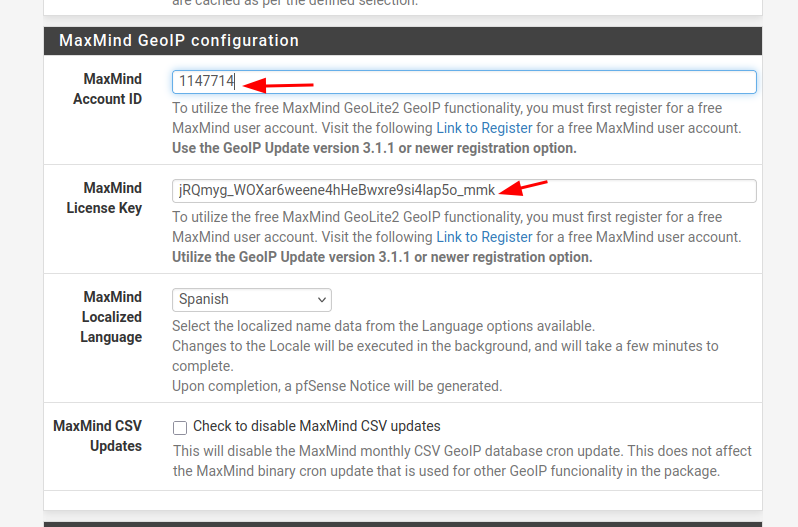 are cached as per the defined selection.
MaxMind GeoIP configuration
MaxMind
Account ID
1147714
To utilize the free MaxMind GeoLite2 GeoIP functionality, you must first register for a free
MaxMind user account. Visit the following Link to Register for a free MaxMind user account.
Use the GeoIP Update version 3.1.1 or newer registration option.
MaxMind
License Key
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
To utilize the free MaxMind GeoLite2 GeoIP functionality, you must first register for a free
MaxMind user account. Visit the following Link to Register for a free MaxMind user account.
Utilize the GeoIP Update version 3.1.1 or newer registration option.
MaxMind
Localized
Language
Spanish
Select the localized name data from the Language options available.
Changes to the Locale will be executed in the background, and will take a few minutes to
complete.
Upon completion, a pfSense Notice will be generated.
MaxMind CSV
Updates
Check to disable MaxMind CSV updates
This will disable the MaxMind monthly CSV GeoIP database cron update. This does not affect
the MaxMind binary cron update that is used for other GeoIP funcionality in the package.